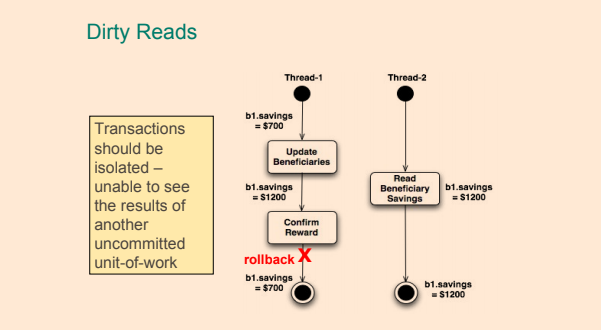 Dirty Reads
Transactions
should be
isolated –
unable to see
the results of
another
uncommitted
unit-of-work
Thread-1
b1.savings
= $700
Update
Beneficiaries
b1.savings
= $1200
Confirm
Reward
rollback X
b1.savings
= $700
Thread-2
Read
Beneficiary
Savings
b1.savings
= $1200
b1.savings
= $1200